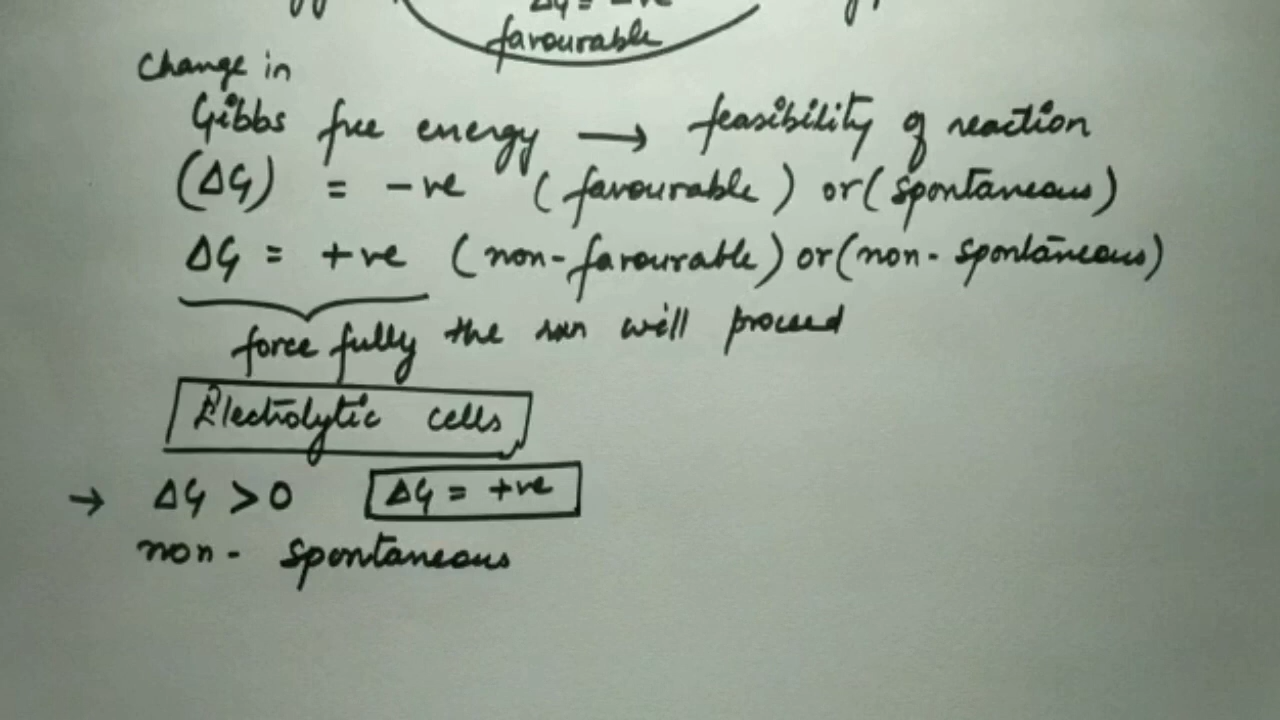 favourable
Change in
Gibbs free energy → feasibility of reaction
(ΔG) = -ve (favourable) or (spontaneous)
ΔG = +ve (non-favourable) or (non-spontaneous)
forcefully the rxn will proceed
Electrolytic cells
→ ΔG > 0 ΔG = +ve
non-spontaneous